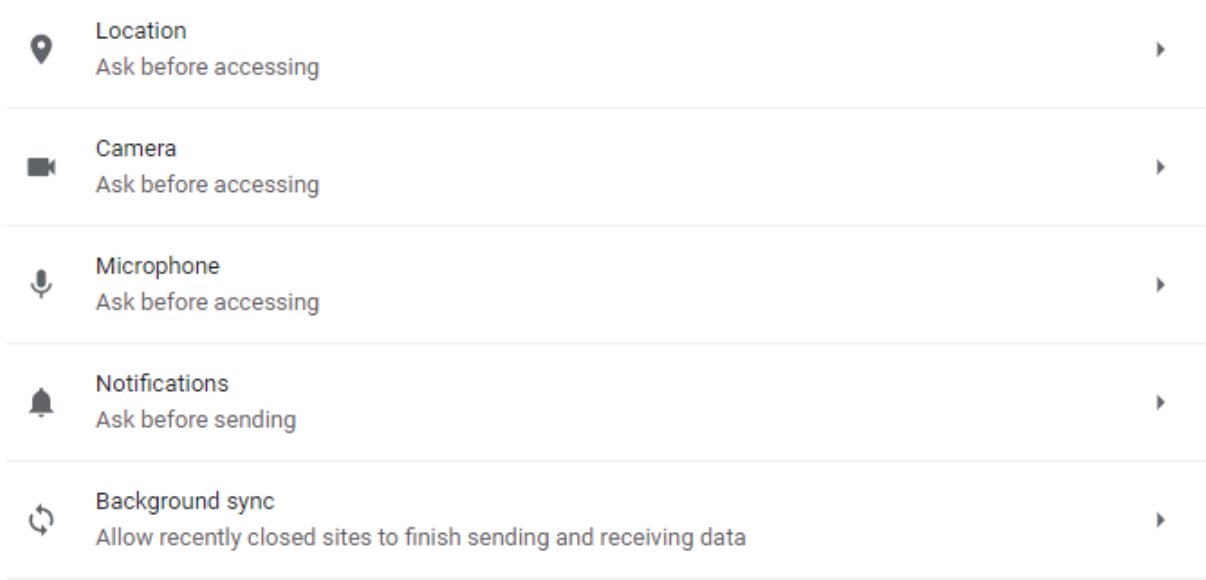 Location
Ask before accessing
Camera
Ask before accessing
Microphone
Ask before accessing
Notifications
Ask before sending
Background sync
Allow recently closed sites to finish sending and receiving data